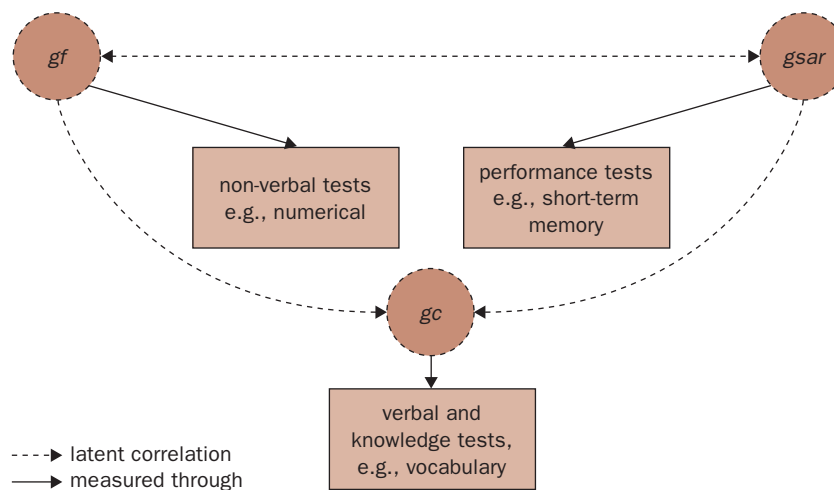 gf
gsar
non-verbal tests
e.g., numerical
performance tests
e.g., short-term
memory
gc
verbal and
knowledge tests,
e.g., vocabulary
latent correlation
measured through